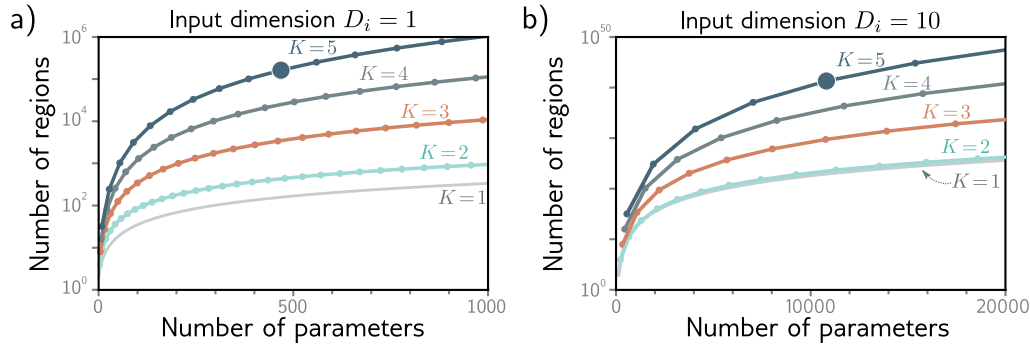 a)
Input dimension $D_i = 1$
Number of regions
10^6
10^4
10^2
10^0
K=5
K=4
K=3
K=2
K=1
0
500
1000
Number of parameters
b)
Input dimension $D_i = 10$
Number of regions
10^50
10^0
K=5
K=4
K=3
K=2
K=1
0
10000
20000
Number of parameters